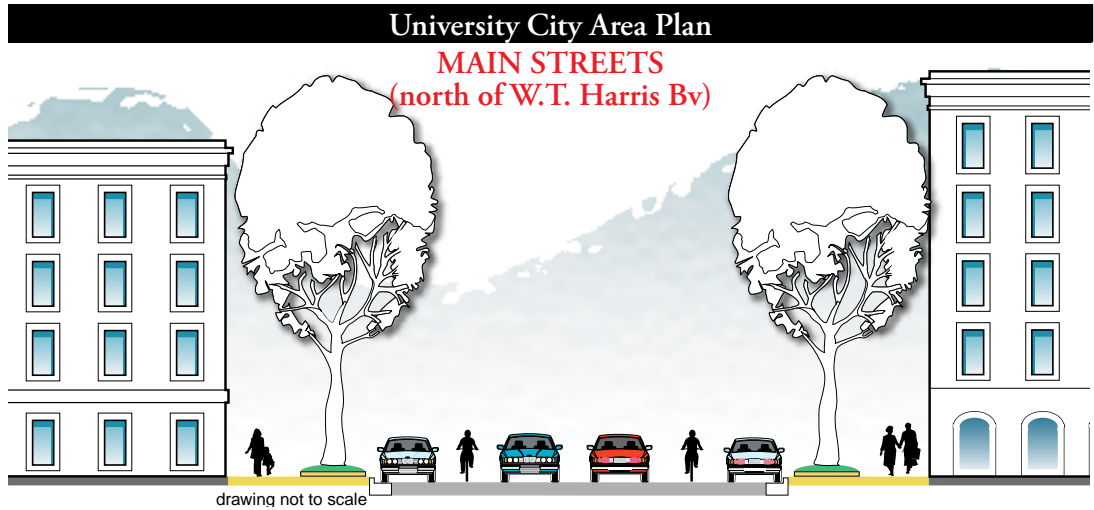 University City Area Plan
MAIN STREETS
(north of W.T. Harris Bv)
drawing not to scale